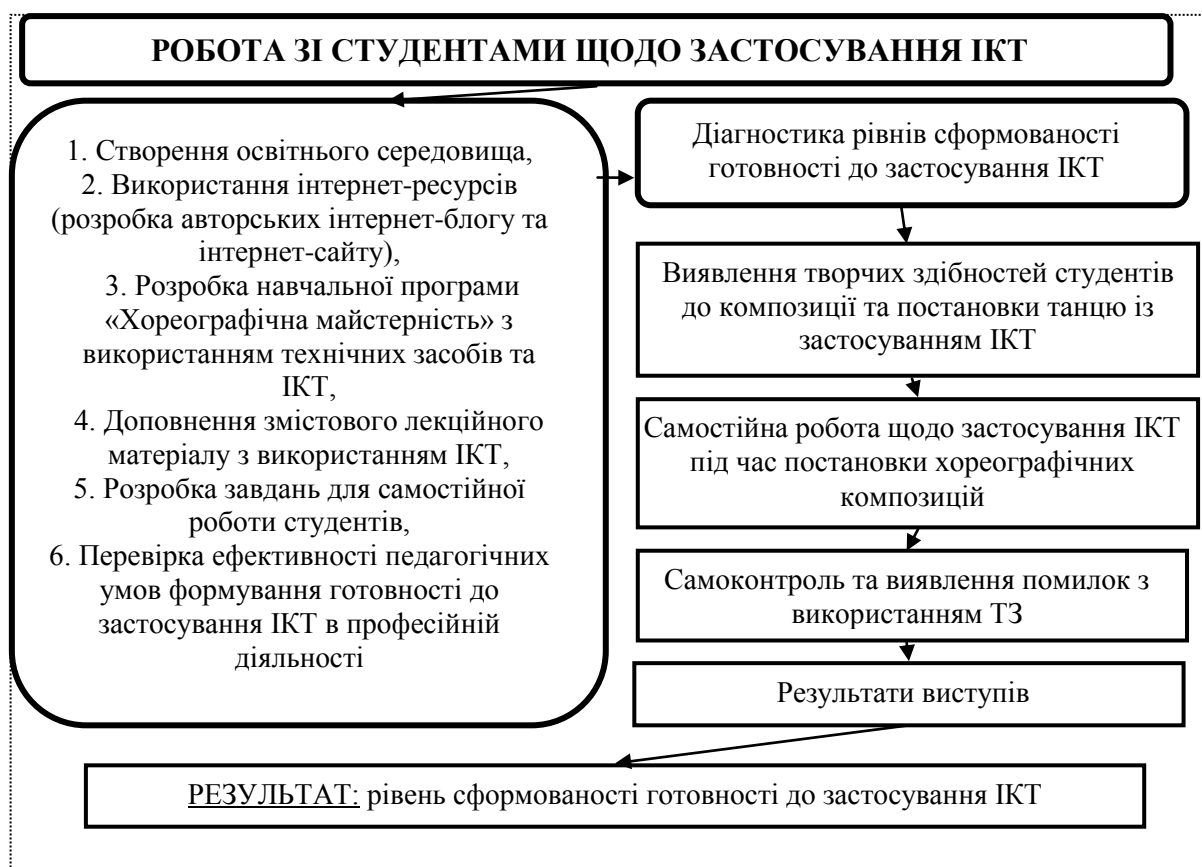 РОБОТА ЗІ СТУДЕНТАМИ ЩОДО ЗАСТОСУВАННЯ ІКТ
1. Створення освітнього середовища,
2. Використання інтернет-ресурсів
(розробка авторських інтернет-блогу та
інтернет-сайту),
3. Розробка навчальної програми
«Хореографічна майстерність» з
використанням технічних засобів та
ІКТ,
4. Доповнення змістового лекційного
матеріалу з використанням ІКТ,
5. Розробка завдань для самостійної
роботи студентів,
6. Перевірка ефективності педагогічних
умов формування готовності до
застосування ІКТ в професійній
діяльності
Діагностика рівнів сформованості
готовності до застосування ІКТ
Виявлення творчих здібностей студентів
до композиції та постановки танцю із
застосуванням ІКТ
Самостійна робота щодо застосування ІКТ
під час постановки хореографічних
композицій
Самоконтроль та виявлення помилок з
використанням ТЗ
Результати виступів
РЕЗУЛЬТАТ: рівень сформованості готовності до застосування ІКТ